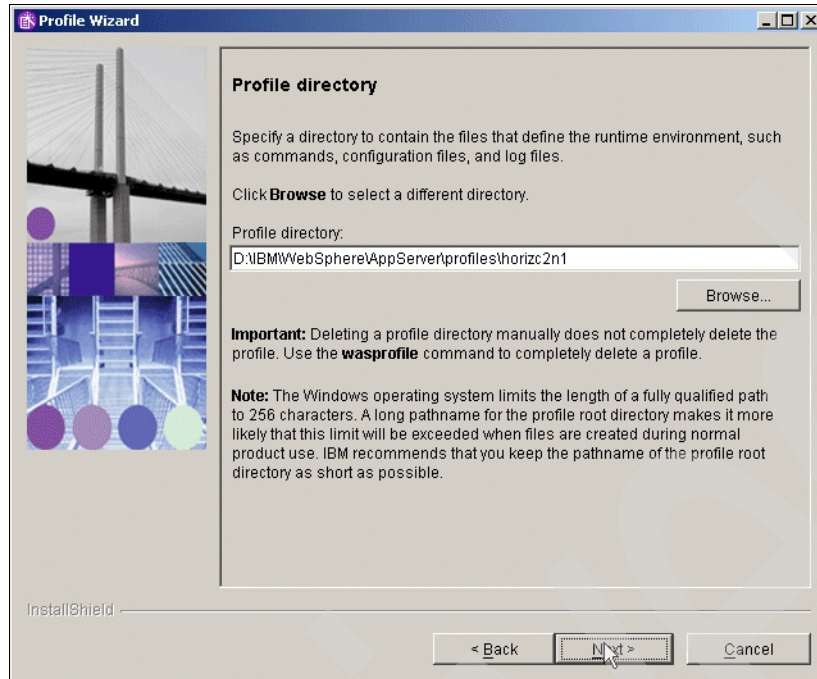 Profile Wizard
Profile directory
Specify a directory to contain the files that define the runtime environment, such
as commands, configuration files, and log files.
Click Browse to select a different directory.
Profile directory:
D:\IBM\WebSphere\AppServer\profiles\horizc2n1
Browse...
Important: Deleting a profile directory manually does not completely delete the
profile. Use the wasprofile command to completely delete a profile.
Note: The Windows operating system limits the length of a fully qualified path
to 256 characters. A long pathname for the profile root directory makes it more
likely that this limit will be exceeded when files are created during normal
product use. IBM recommends that you keep the pathname of the profile root
directory as short as possible.
InstallShield
< Back
Next >
Cancel